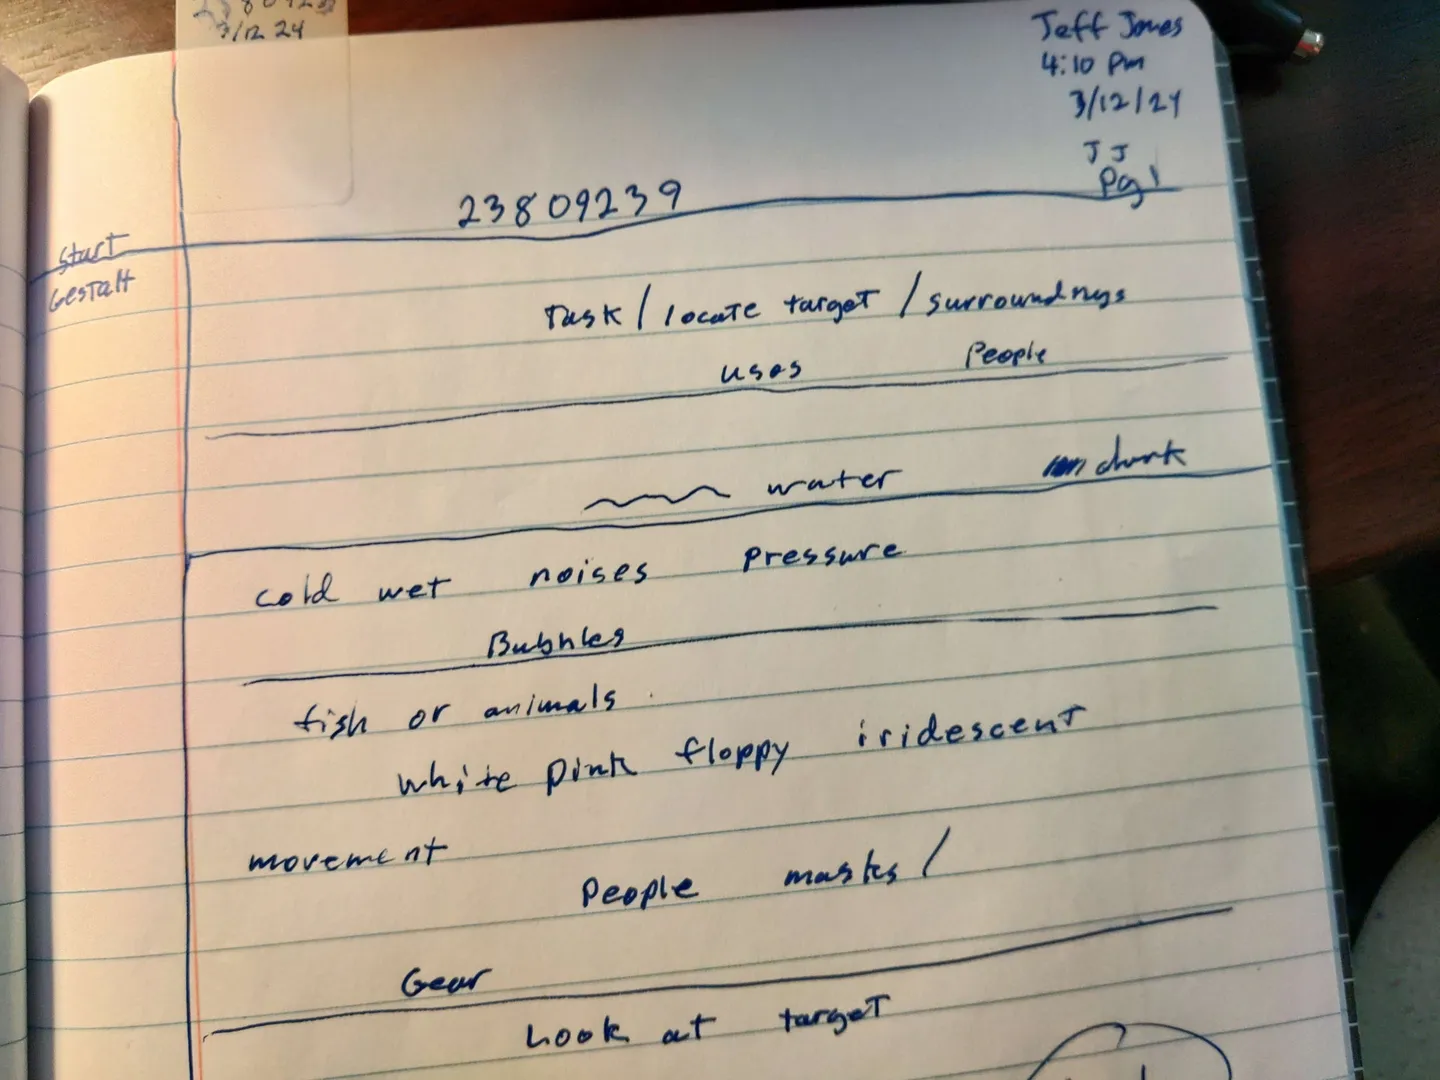 3/12 24
Jeff Jones
4:10 Pm
3/12/24
JJ
Pg 1
23809239
Start
Gestalt
Task / locate target / surroundings
uses People
water dark
cold wet noises pressure
Bubbles
fish or animals
white pink floppy iridescent
movement
People masks /
Gear
Look at target